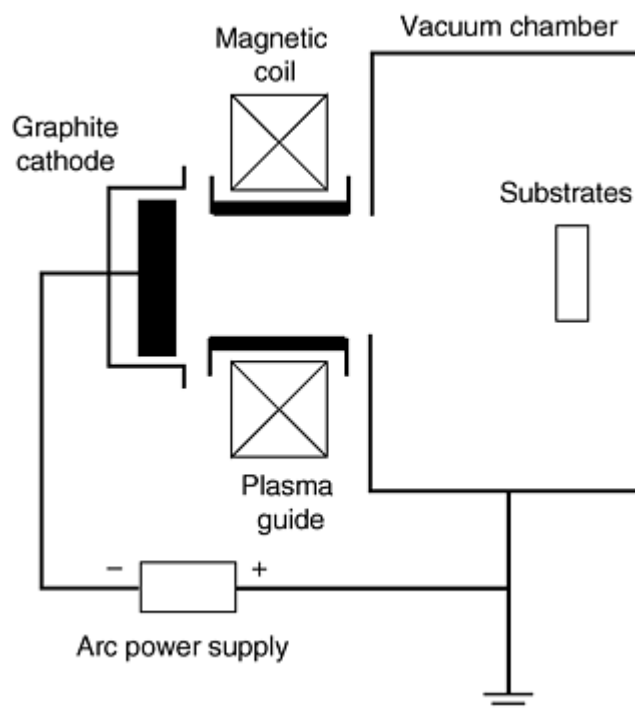 Magnetic
coil
Vacuum chamber
Graphite
cathode
Substrates
Plasma
guide
− +
Arc power supply